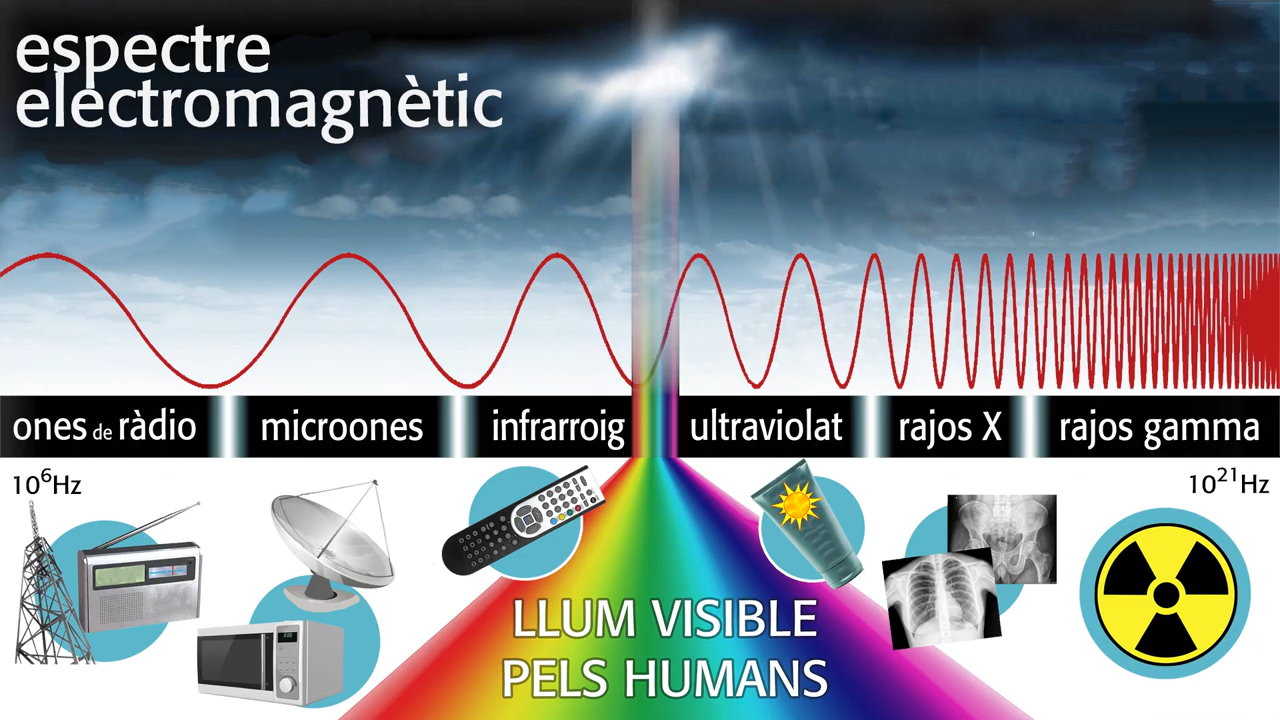 espectre
electromagnètic
ones de ràdio
microones
infrarroig
ultraviolat
rajos X
rajos gamma
10⁶Hz
10²¹Hz
LLUM VISIBLE
PELS HUMANS